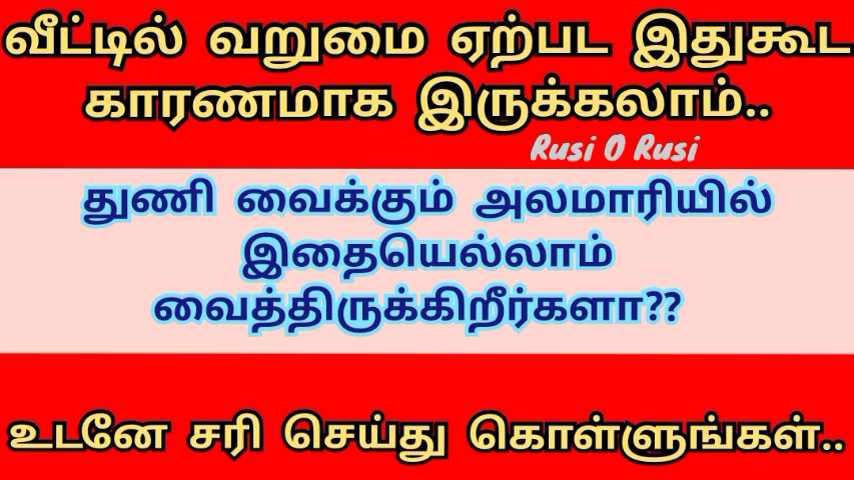 வீட்டில் வறுமை ஏற்பட இதுகூட
காரணமாக இருக்கலாம்..
Rusi O Rusi
துணி வைக்கும் அலமாரியில்
இதையெல்லாம்
வைத்திருக்கிறீர்களா??
உடனே சரி செய்து கொள்ளுங்கள்..